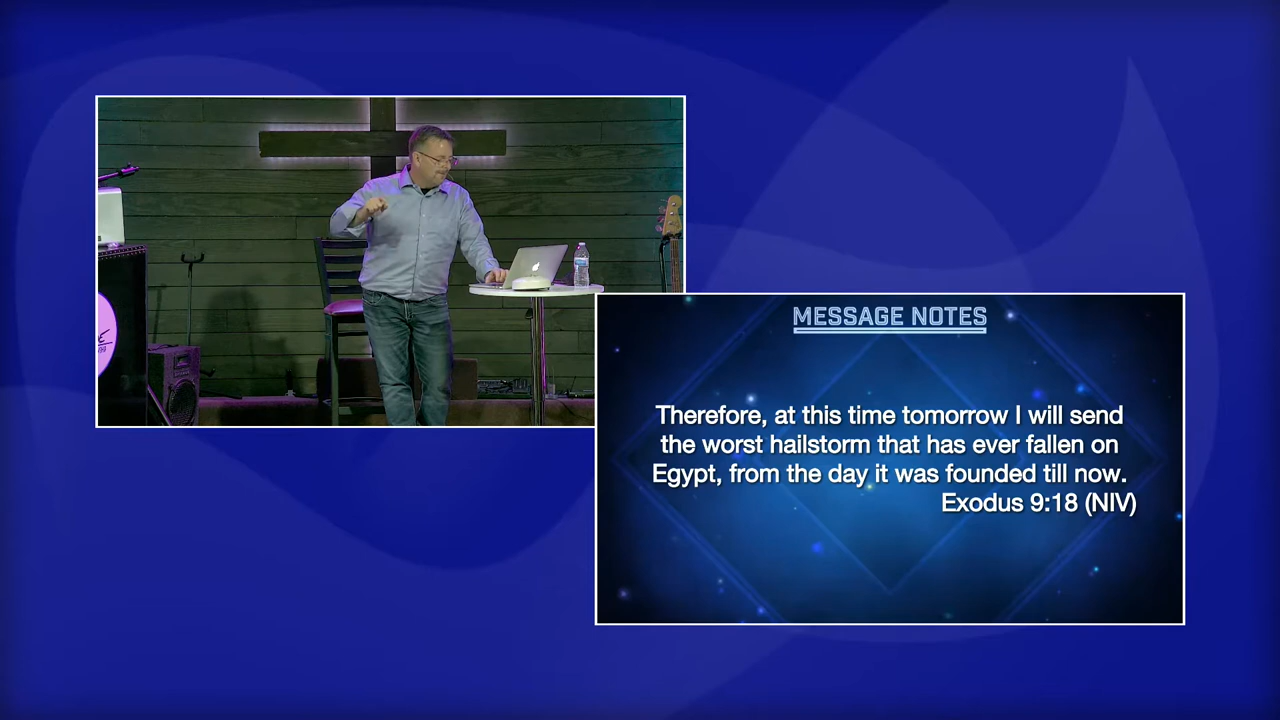 MESSAGE NOTES
Therefore, at this time tomorrow I will send
the worst hailstorm that has ever fallen on
Egypt, from the day it was founded till now.
Exodus 9:18 (NIV)